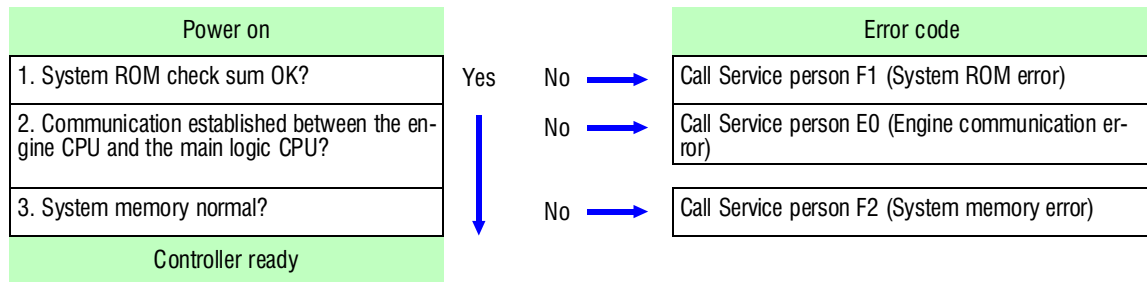 Power on
Error code
1. System ROM check sum OK?
Yes
No
Call Service person F1 (System ROM error)
2. Communication established between the en-
gine CPU and the main logic CPU?
No
Call Service person E0 (Engine communication er-
ror)
3. System memory normal?
No
Call Service person F2 (System memory error)
Controller ready